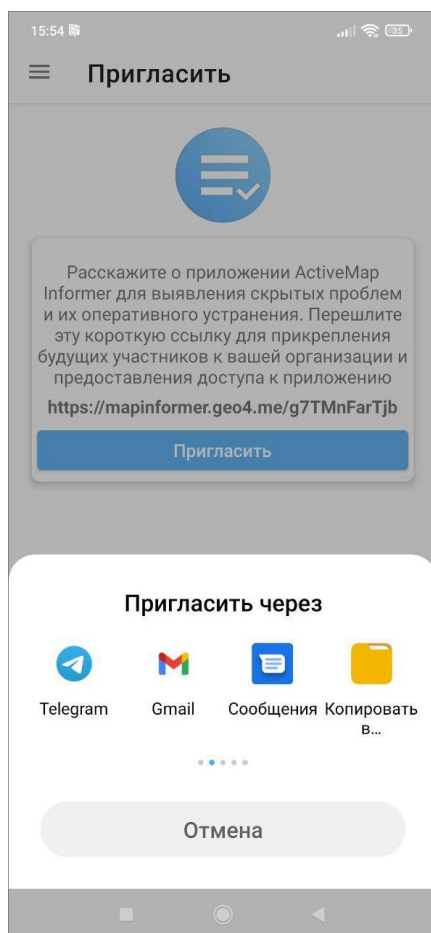 15:54
35
Пригласить
Расскажите о приложении ActiveMap
Informer для выявления скрытых проблем
и их оперативного устранения. Перешлите
эту короткую ссылку для прикрепления
будущих участников к вашей организации и
предоставления доступа к приложению
https://mapinformer.geo4.me/g7TMnFarTjb
Пригласить
Пригласить через
Telegram
Gmail
Сообщения
Копировать
в...
Отмена